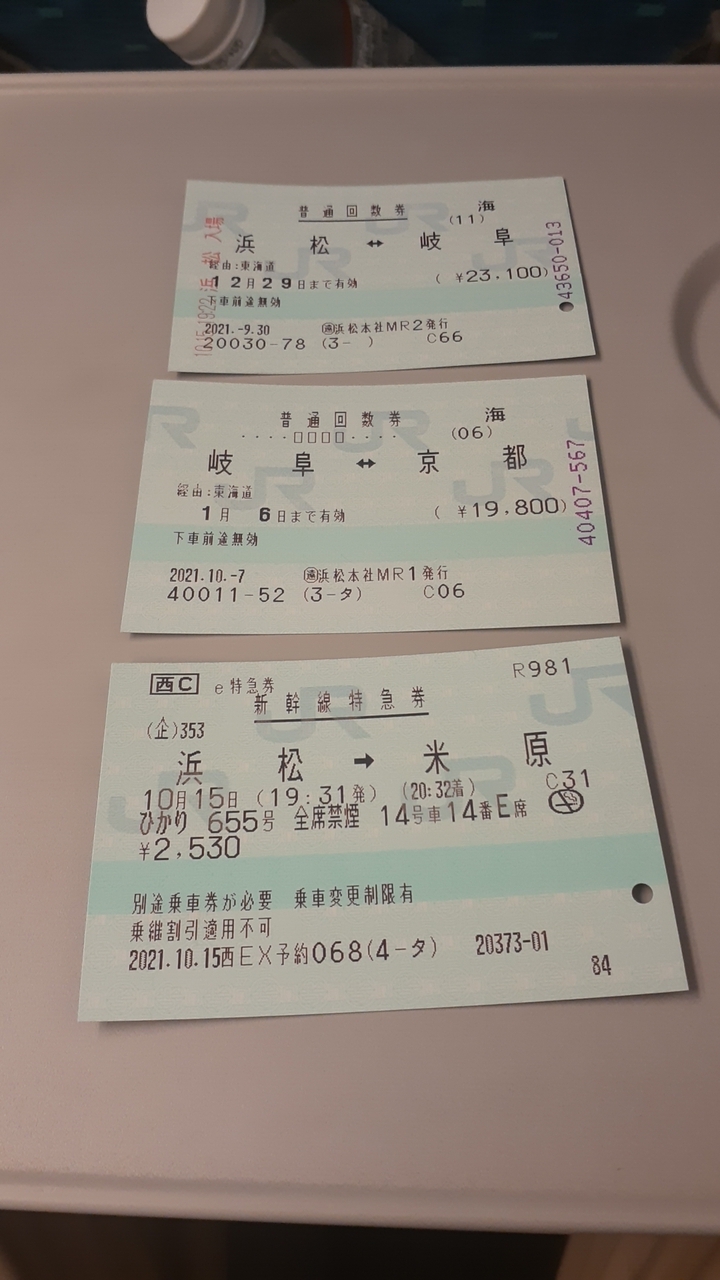 普通回数券 海
(11)
浜松 ↔ 岐阜
経由:東海道
12月29日まで有効 (¥23,100)
下車前途無効
2021.-9.30 浜松本社MR2発行
20030-78 (3- ) C66
43650-013
浜松 入場
普通回数券 海
····□□□□···· (06)
岐阜 ↔ 京都
経由:東海道
1月 6日まで有効 (¥19,800)
下車前途無効
2021.10.-7 浜松本社MR1発行
40011-52 (3-タ) C06
40407-567
西C e特急券 R981
新幹線特急券
(企)353
浜松 → 米原
C31
10月15日 (19:31発) (20:32着)
ひかり 655号 全席禁煙 14号車14番E席
¥2,530
別途乗車券が必要 乗車変更制限有
乗継割引適用不可
2021.10.15西EX予約068(4-タ) 20373-01
84